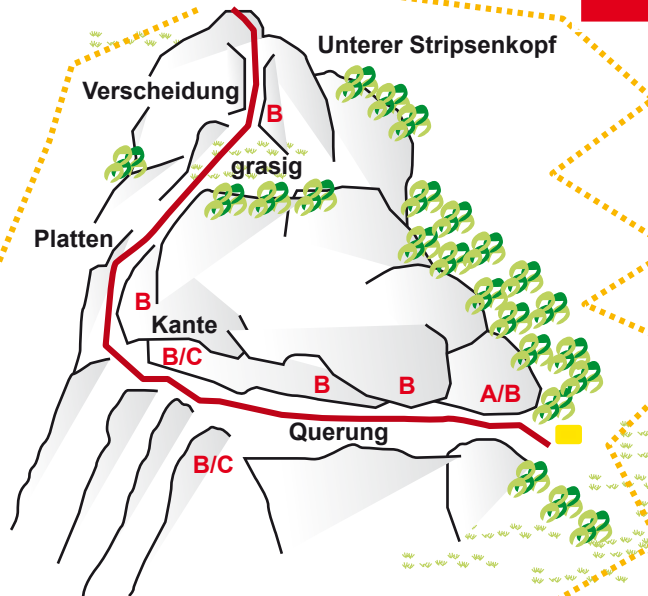 Unterer Stripsenkopf
Verscheidung
B
grasig
Platten
B
Kante
B/C
B
B
A/B
Querung
B/C